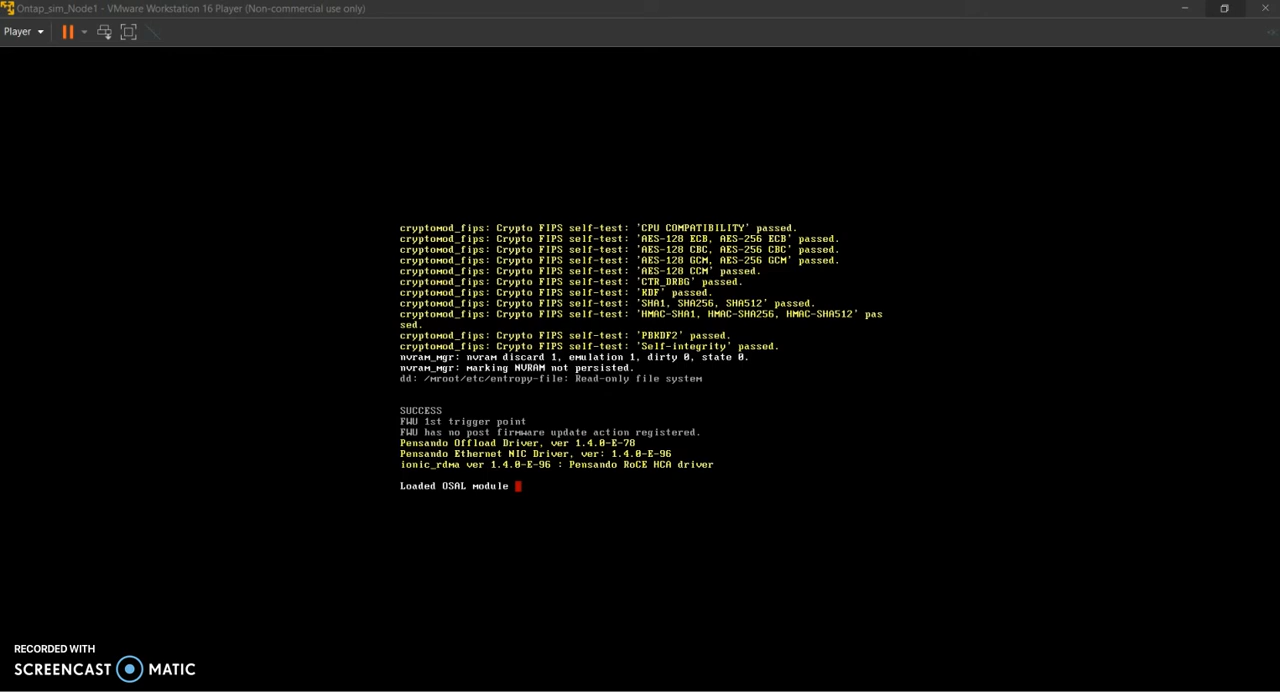 Ontap_sim_Node1 - VMware Workstation 16 Player (Non-commercial use only)
Player
cryptomod_fips: Crypto FIPS self-test: 'CPU COMPATIBILITY' passed.
cryptomod_fips: Crypto FIPS self-test: 'AES-128 ECB, AES-256 ECB' passed.
cryptomod_fips: Crypto FIPS self-test: 'AES-128 CBC, AES-256 CBC' passed.
cryptomod_fips: Crypto FIPS self-test: 'AES-128 GCM, AES-256 GCM' passed.
cryptomod_fips: Crypto FIPS self-test: 'AES-128 CCM' passed.
cryptomod_fips: Crypto FIPS self-test: 'CTR_DRBG' passed.
cryptomod_fips: Crypto FIPS self-test: 'KDF' passed.
cryptomod_fips: Crypto FIPS self-test: 'SHA1, SHA256, SHA512' passed.
cryptomod_fips: Crypto FIPS self-test: 'HMAC-SHA1, HMAC-SHA256, HMAC-SHA512' pas
sed.
cryptomod_fips: Crypto FIPS self-test: 'PBKDF2' passed.
cryptomod_fips: Crypto FIPS self-test: 'Self-integrity' passed.
nvram_mgr: nvram discard 1, emulation 1, dirty 0, state 0.
nvram_mgr: marking NVRAM not persisted.
dd: /mroot/etc/entropy-file: Read-only file system
SUCCESS
FWU 1st trigger point
FWU has no post firmware update action registered.
Pensando Offload Driver, ver 1.4.0-E-78
Pensando Ethernet NIC Driver, ver: 1.4.0-E-96
ionic_rdma ver 1.4.0-E-96 : Pensando RoCE HCA driver
Loaded OSAL module
RECORDED WITH
SCREENCAST MATIC